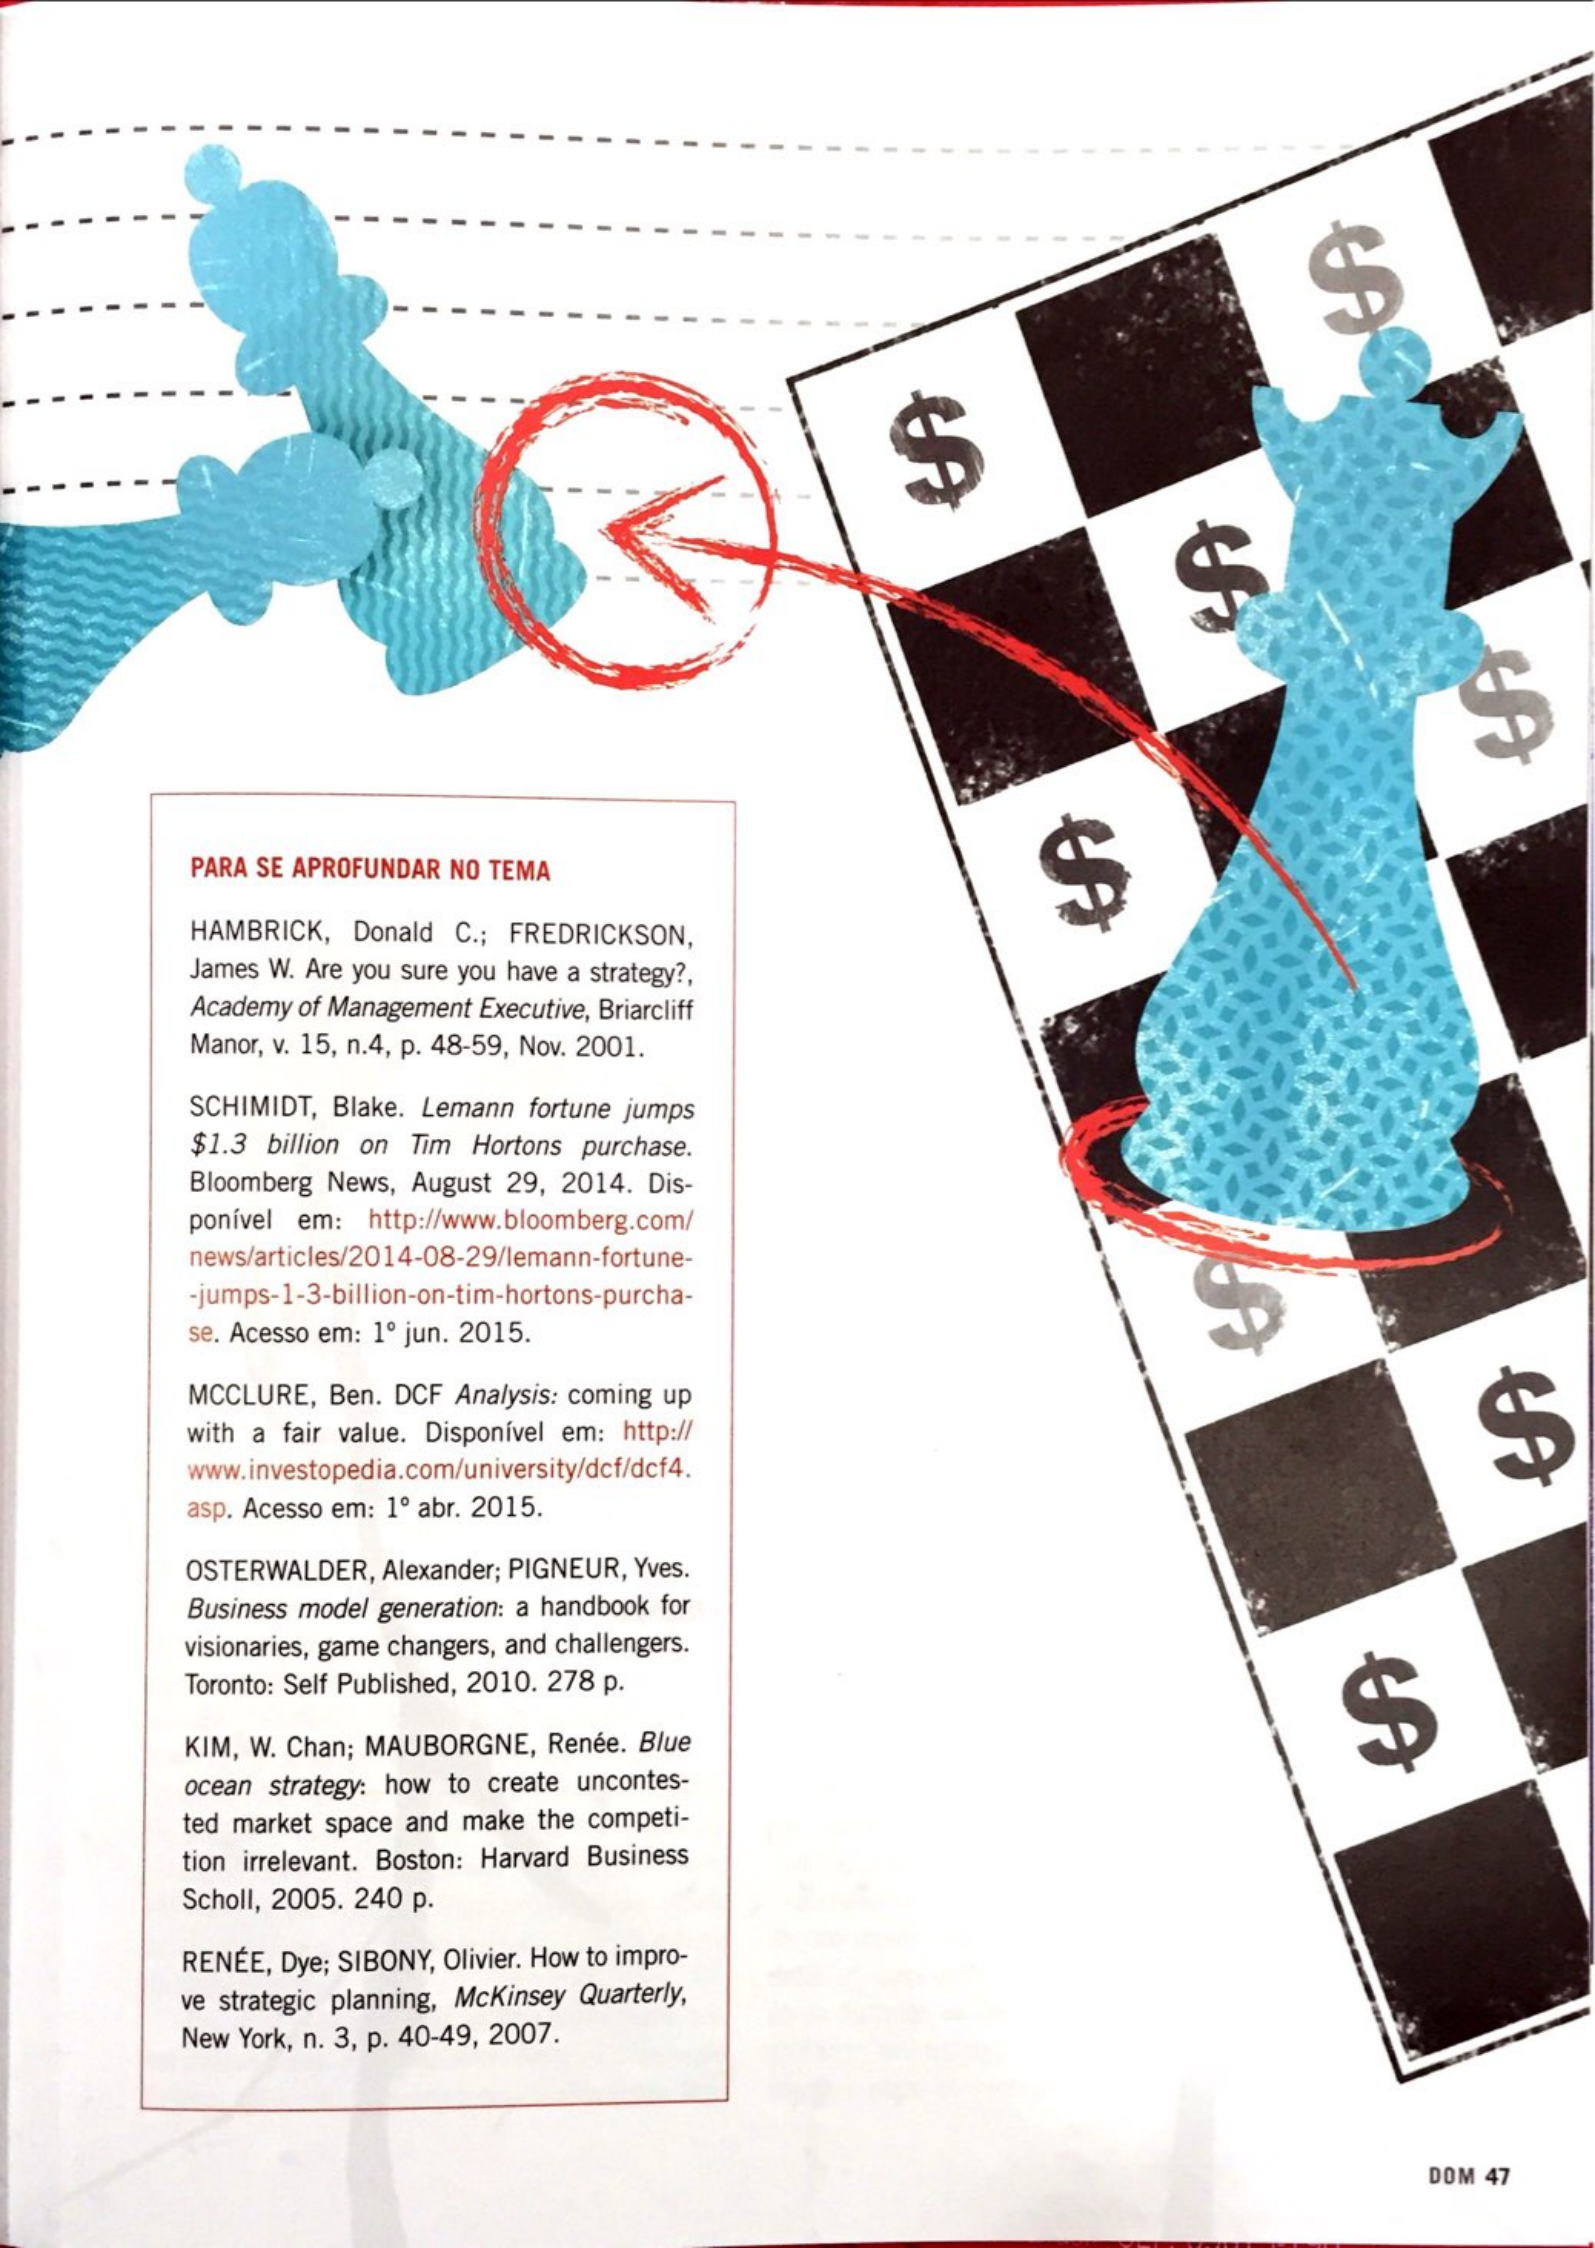 $
$
$
$
$
$
$
$
PARA SE APROFUNDAR NO TEMA
HAMBRICK, Donald C.; FREDRICKSON,
James W. Are you sure you have a strategy?,
Academy of Management Executive, Briarcliff
Manor, v. 15, n.4, p. 48-59, Nov. 2001.
SCHIMIDT, Blake. Lemann fortune jumps
$1.3 billion on Tim Hortons purchase.
Bloomberg News, August 29, 2014. Dis-
ponível em: http://www.bloomberg.com/
news/articles/2014-08-29/lemann-fortune-
-jumps-1-3-billion-on-tim-hortons-purcha-
se. Acesso em: 1º jun. 2015.
MCCLURE, Ben. DCF Analysis: coming up
with a fair value. Disponível em: http://
www.investopedia.com/university/dcf/dcf4.
asp. Acesso em: 1º abr. 2015.
OSTERWALDER, Alexander; PIGNEUR, Yves.
Business model generation: a handbook for
visionaries, game changers, and challengers.
Toronto: Self Published, 2010. 278 p.
KIM, W. Chan; MAUBORGNE, Renée. Blue
ocean strategy: how to create uncontes-
ted market space and make the competi-
tion irrelevant. Boston: Harvard Business
Scholl, 2005. 240 p.
RENÉE, Dye; SIBONY, Olivier. How to impro-
ve strategic planning, McKinsey Quarterly,
New York, n. 3, p. 40-49, 2007.
DOM 47